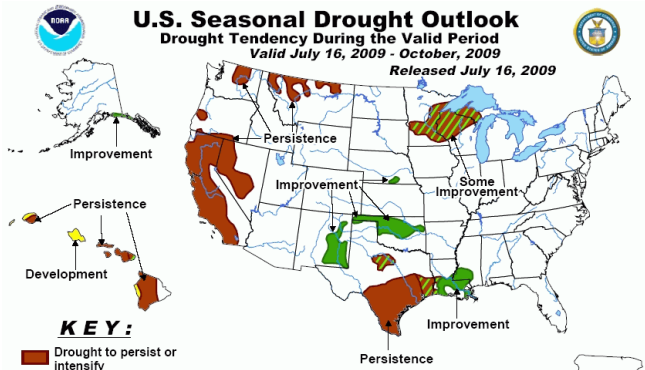 NOAA
U.S. Seasonal Drought Outlook
Drought Tendency During the Valid Period
Valid July 16, 2009 - October, 2009
Released July 16, 2009
Improvement
Persistence
Development
Persistence
Improvement
Some
Improvement
Improvement
Persistence
KEY:
Drought to persist or
intensify